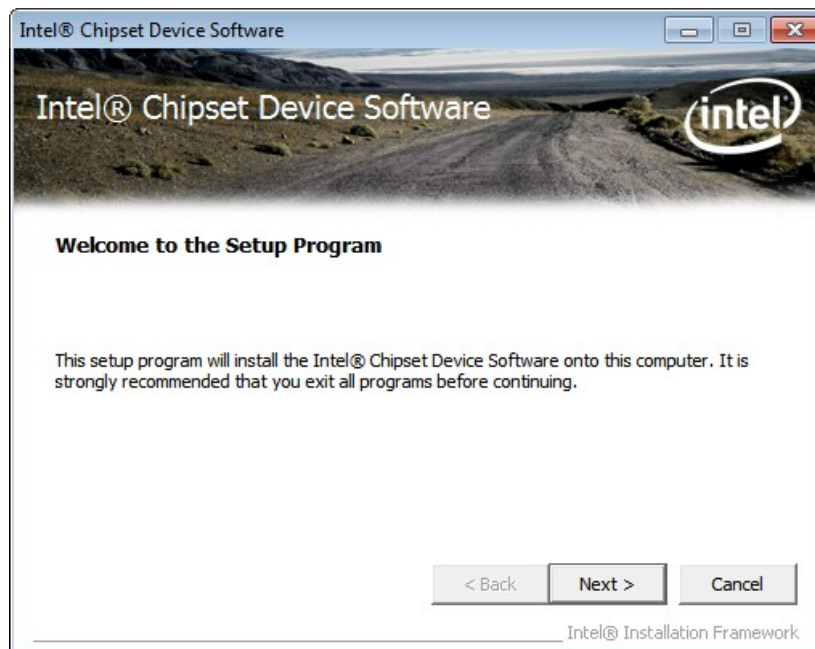 Intel® Chipset Device Software
Intel® Chipset Device Software
intel
Welcome to the Setup Program
This setup program will install the Intel® Chipset Device Software onto this computer. It is
strongly recommended that you exit all programs before continuing.
< Back Next > Cancel
Intel® Installation Framework